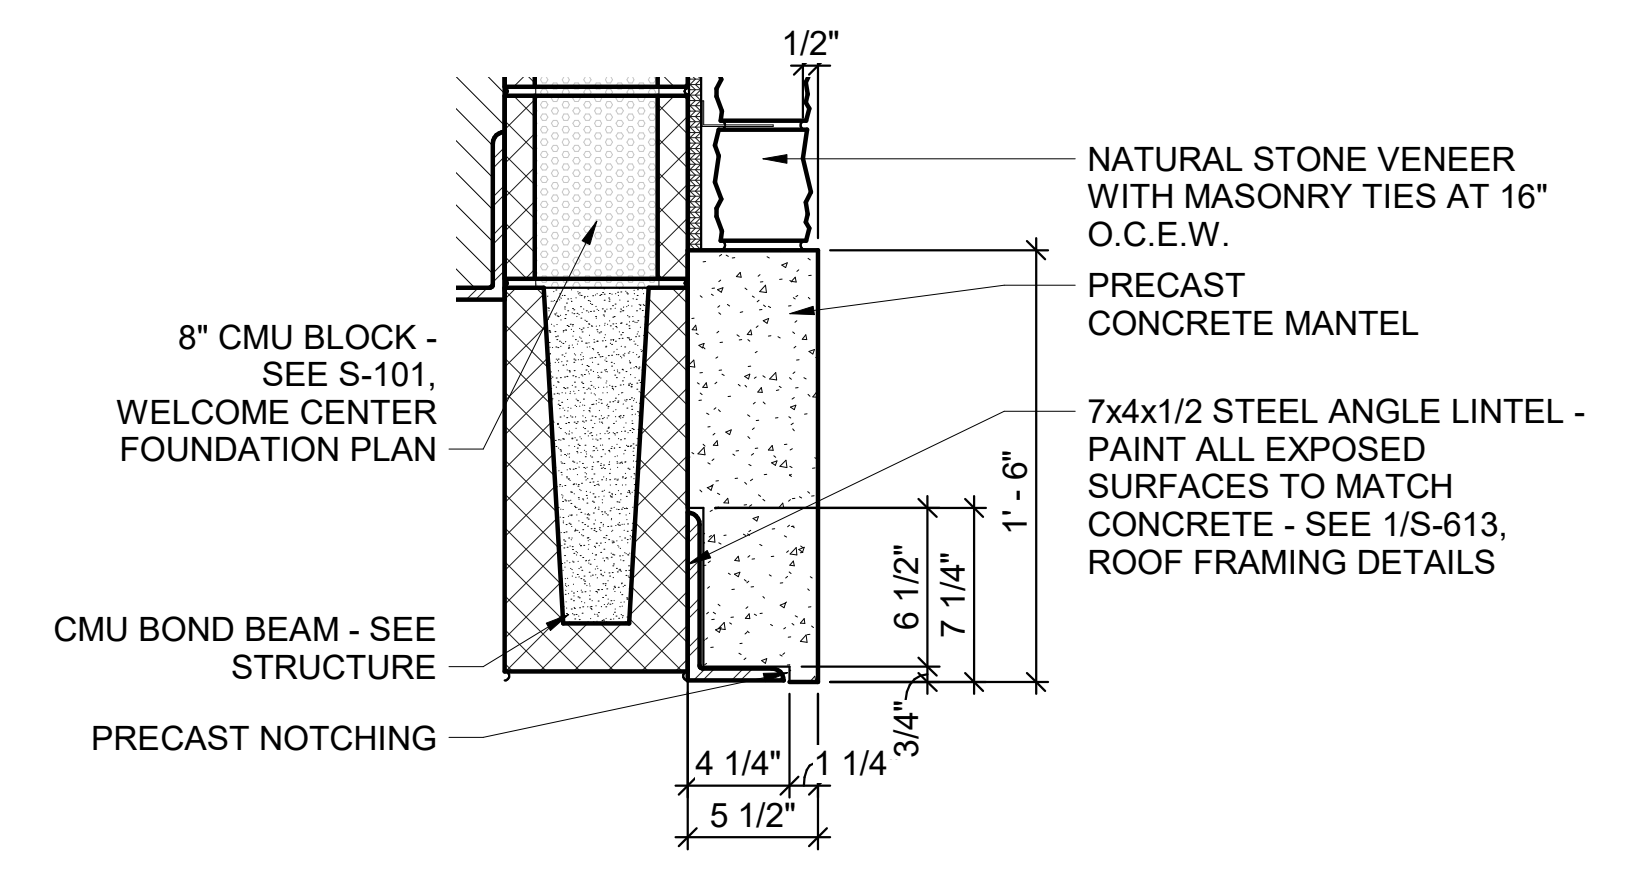 1/2"
NATURAL STONE VENEER
WITH MASONRY TIES AT 16"
O.C.E.W.
PRECAST
CONCRETE MANTEL
8" CMU BLOCK -
SEE S-101,
WELCOME CENTER
FOUNDATION PLAN
7x4x1/2 STEEL ANGLE LINTEL -
PAINT ALL EXPOSED
SURFACES TO MATCH
CONCRETE - SEE 1/S-613,
ROOF FRAMING DETAILS
1' - 6"
6 1/2"
7 1/4"
CMU BOND BEAM - SEE
STRUCTURE
PRECAST NOTCHING
3/4"
4 1/4"
1 1/4
5 1/2"